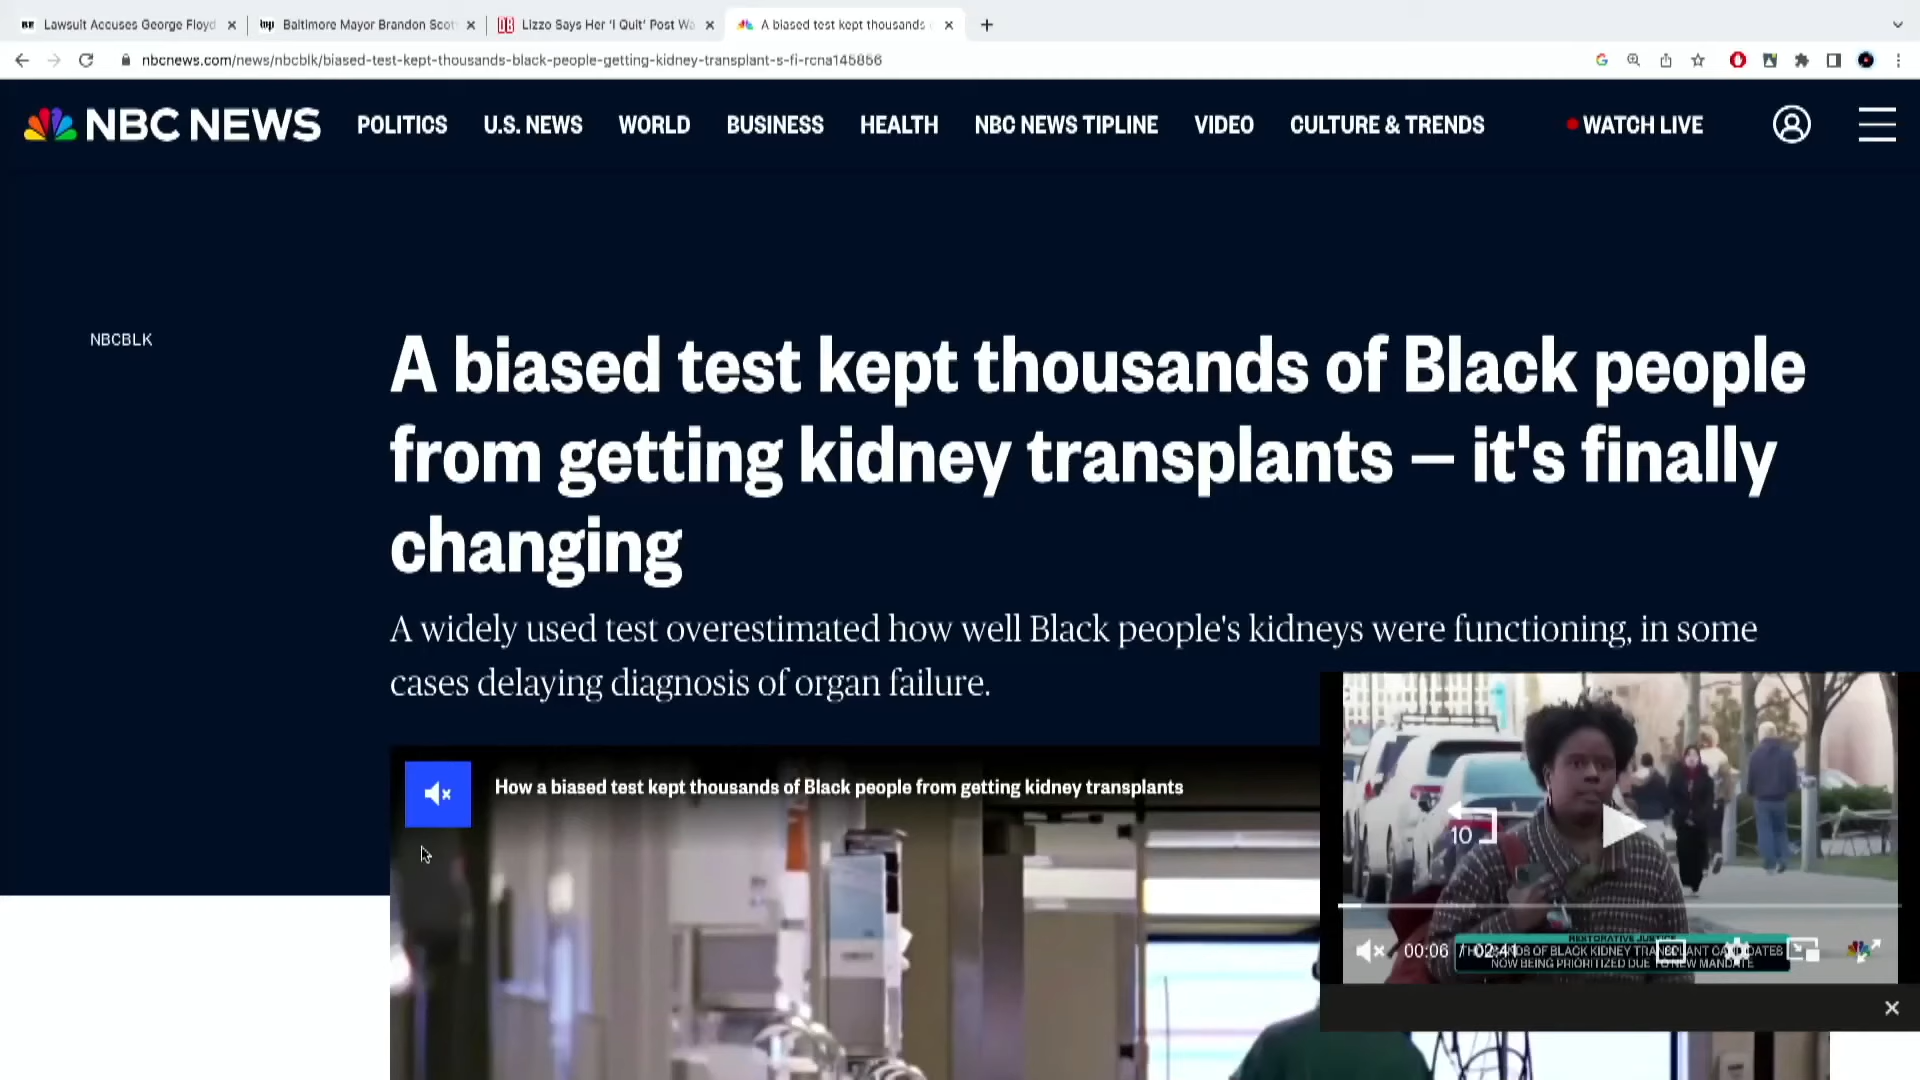 Lawsuit Accuses George Floyd
Baltimore Mayor Brandon Scot
Lizzo Says Her 'I Quit' Post Wa
A biased test kept thousands
nbcnews.com/news/nbcblk/biased-test-kept-thousands-black-people-getting-kidney-transplant-s-fi-rcna145856
NBC NEWS
POLITICS
U.S. NEWS
WORLD
BUSINESS
HEALTH
NBC NEWS TIPLINE
VIDEO
CULTURE & TRENDS
WATCH LIVE
NBCBLK
A biased test kept thousands of Black people
from getting kidney transplants — it's finally
changing
A widely used test overestimated how well Black people's kidneys were functioning, in some
cases delaying diagnosis of organ failure.
How a biased test kept thousands of Black people from getting kidney transplants
10
00:06 / 02:41
RESTORATIVE JUSTICE
OF BLACK KIDNEY TRANSPLANT CANDIDATES
NOW BEING PRIORITIZED DUE TO NEW MANDATE